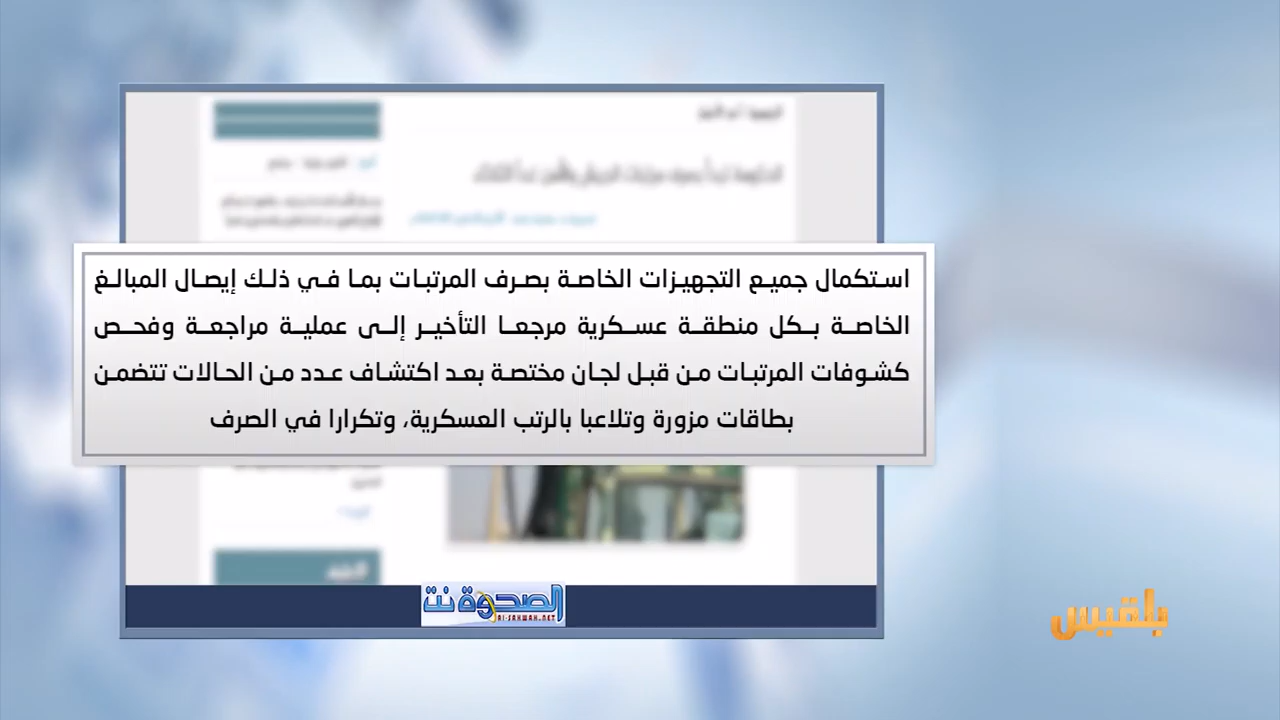 استكمال جميع التجهيزات الخاصة بصرف المرتبات بما في ذلك إيصال المبالغ
الخاصة بكل منطقة عسكرية مرجعا التأخير إلى عملية مراجعة وفحص
كشوفات المرتبات من قبل لجان مختصة بعد اكتشاف عدد من الحالات تتضمن
بطاقات مزورة وتلاعبا بالرتب العسكرية، وتكرارا في الصرف
الصحوة نت
Al-SAHWAH.NET
بلقيس